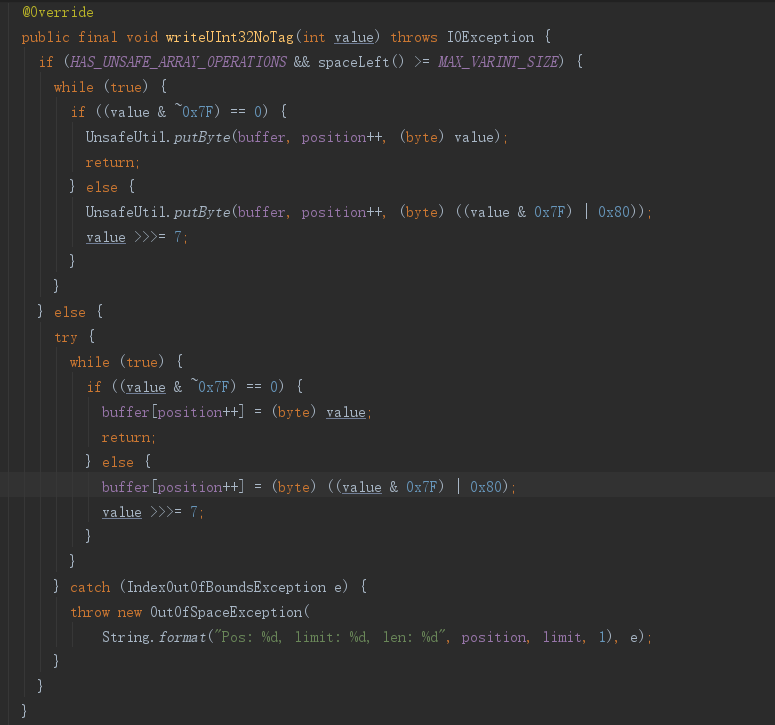 @Override
public final void writeUInt32NoTag(int value) throws IOException {
if (HAS_UNSAFE_ARRAY_OPERATIONS && spaceLeft() >= MAX_VARINT_SIZE) {
while (true) {
if ((value & ~0x7F) == 0) {
UnsafeUtil.putByte(buffer, position++, (byte) value);
return;
} else {
UnsafeUtil.putByte(buffer, position++, (byte) ((value & 0x7F) | 0x80));
value >>>= 7;
}
}
} else {
try {
while (true) {
if ((value & ~0x7F) == 0) {
buffer[position++] = (byte) value;
return;
} else {
buffer[position++] = (byte) ((value & 0x7F) | 0x80);
value >>>= 7;
}
}
} catch (IndexOutOfBoundsException e) {
throw new OutOfSpaceException(
String.format("Pos: %d, limit: %d, len: %d", position, limit, 1), e);
}
}
}